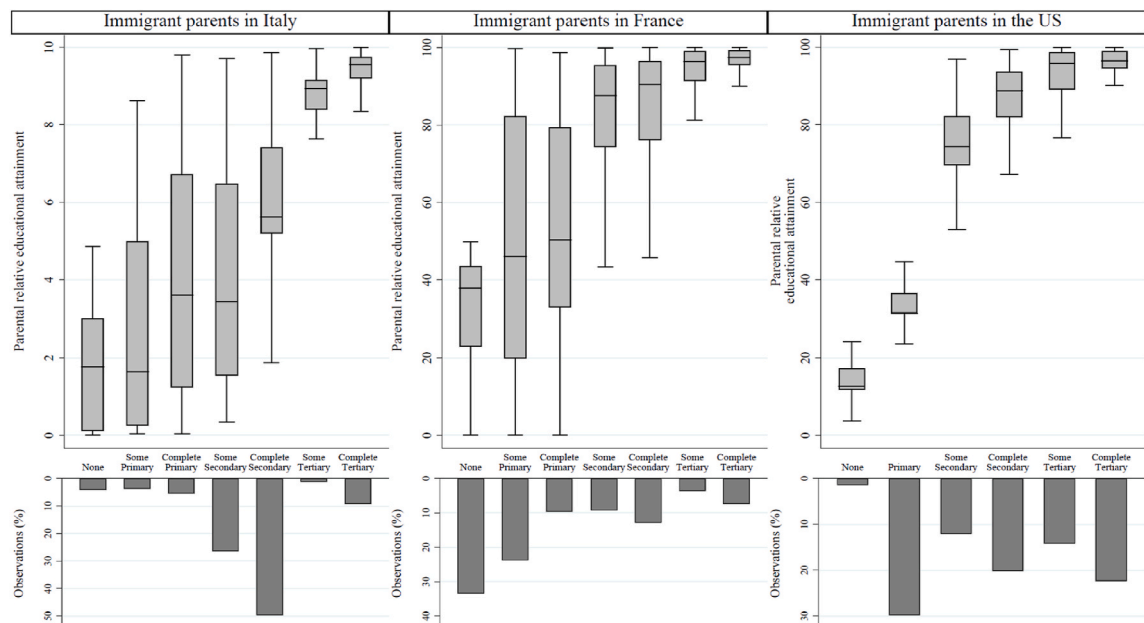 Immigrant parents in Italy
Parental relative educational attainment
10
8
6
4
2
0
None
Some
Primary
Complete
Primary
Some
Secondary
Complete
Secondary
Some
Tertiary
Complete
Tertiary
Observations (%)
0
10
20
30
40
50
Immigrant parents in France
Parental relative educational attainment
100
80
60
40
20
0
None
Some
Primary
Complete
Primary
Some
Secondary
Complete
Secondary
Some
Tertiary
Complete
Tertiary
Observations (%)
0
10
20
30
40
Immigrant parents in the US
Parental relative
educational attainment
100
80
60
40
20
0
None
Primary
Some
Secondary
Complete
Secondary
Some
Tertiary
Complete
Tertiary
Observations (%)
0
10
20
30